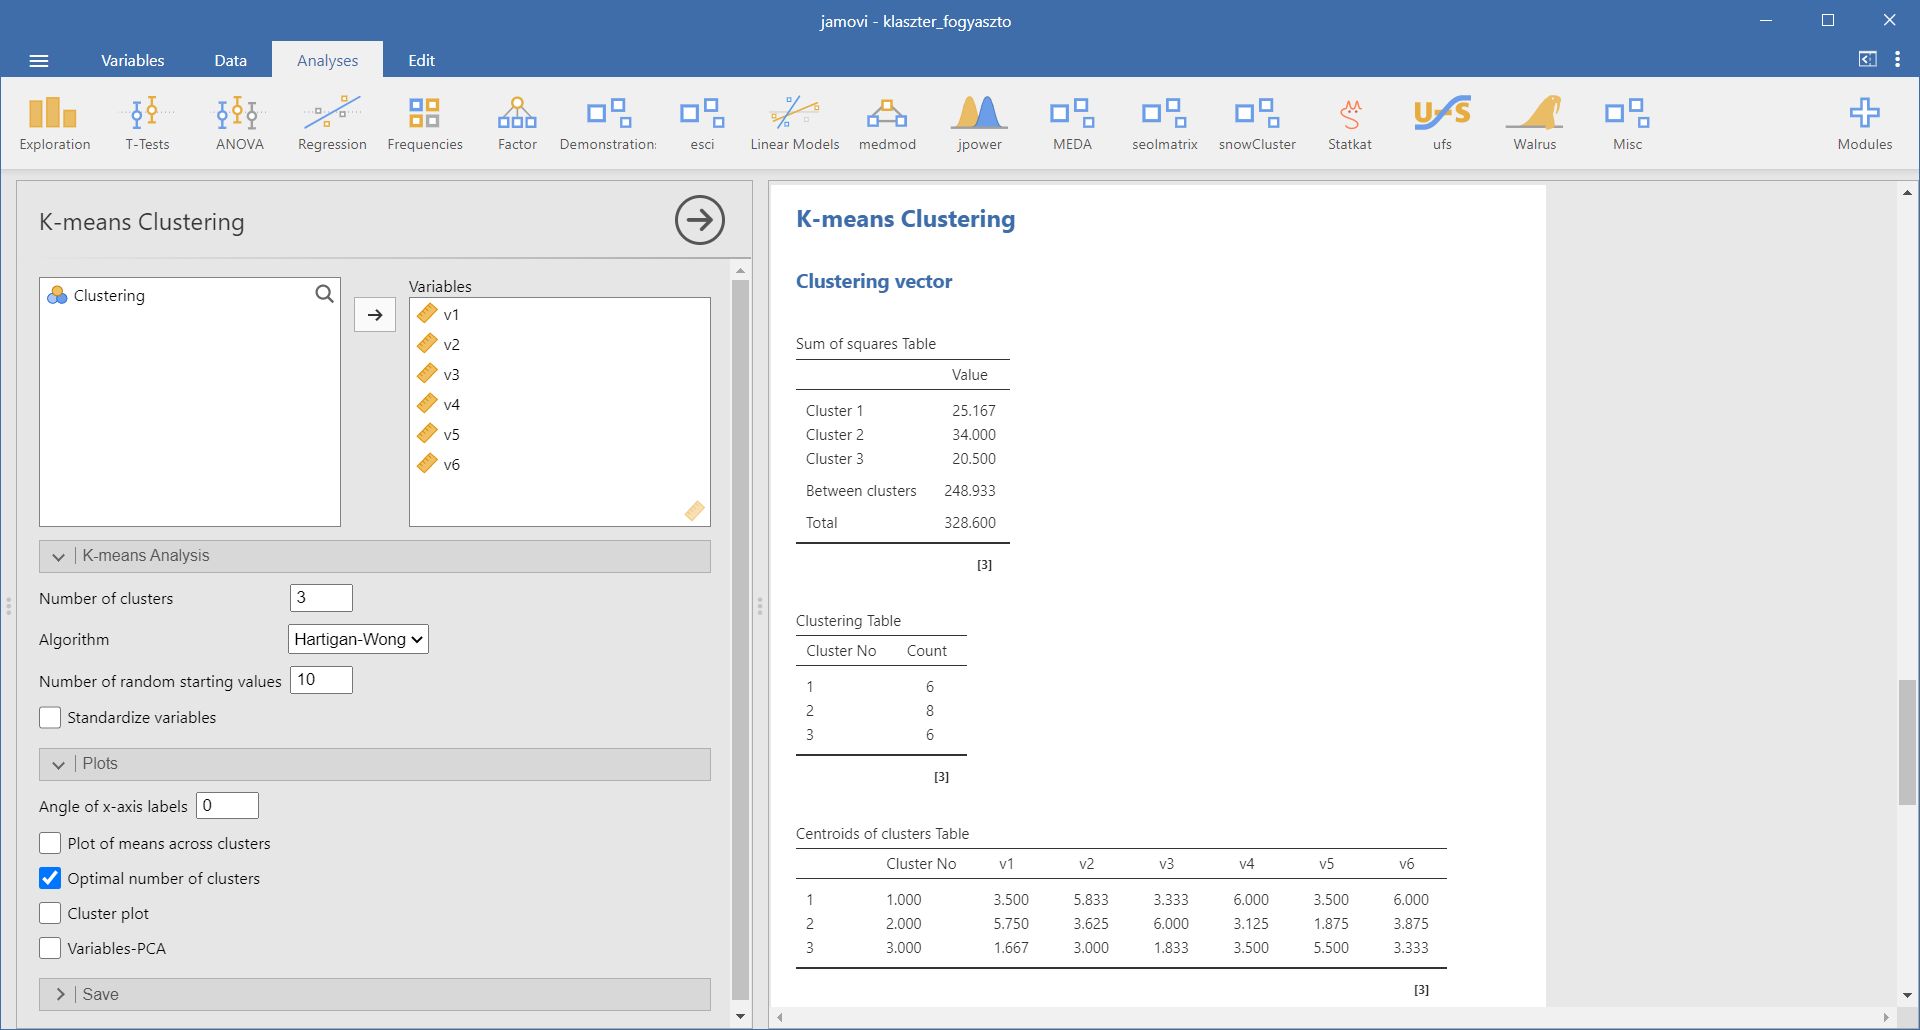 jamovi - klaszter_fogyaszto
Variables Data Analyses Edit
Exploration T-Tests ANOVA Regression Frequencies Factor Demonstrations esci Linear Models medmod jpower MEDA seolmatrix snowCluster Statkat ufs Walrus Misc Modules
K-means Clustering
Clustering
Variables
v1
v2
v3
v4
v5
v6
K-means Analysis
Number of clusters 3
Algorithm Hartigan-Wong
Number of random starting values 10
Standardize variables
Plots
Angle of x-axis labels 0
Plot of means across clusters
Optimal number of clusters
Cluster plot
Variables-PCA
Save
K-means Clustering
Clustering vector
Sum of squares Table
Value
Cluster 1 25.167
Cluster 2 34.000
Cluster 3 20.500
Between clusters 248.933
Total 328.600
[3]
Clustering Table
Cluster No Count
1 6
2 8
3 6
[3]
Centroids of clusters Table
Cluster No v1 v2 v3 v4 v5 v6
1 1.000 3.500 5.833 3.333 6.000 3.500 6.000
2 2.000 5.750 3.625 6.000 3.125 1.875 3.875
3 3.000 1.667 3.000 1.833 3.500 5.500 3.333
[3]